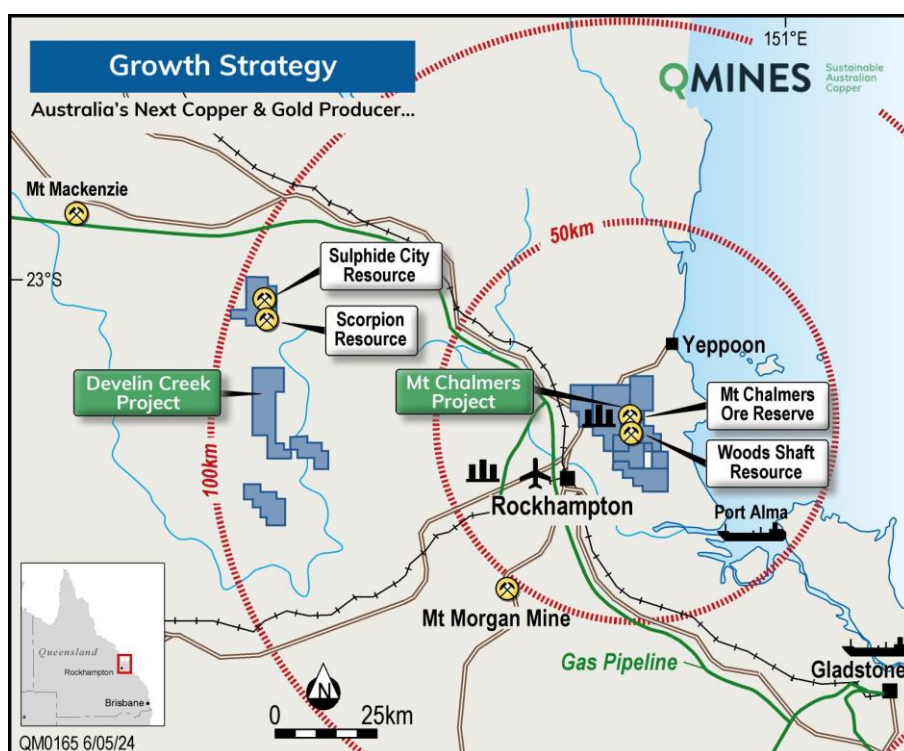 Growth Strategy
Australia's Next Copper & Gold Producer...
151°E
QMINES
Sustainable
Australian
Copper
Mt Mackenzie
50km
23°S
Sulphide City
Resource
Scorpion
Resource
Yeppoon
Develin Creek
Project
Mt Chalmers
Project
Mt Chalmers
Ore Reserve
Woods Shaft
Resource
100km
Rockhampton
Port Alma
Mt Morgan Mine
Gas Pipeline
Gladstone
Queensland
Rockhampton
Brisbane
N
0 25km
QM0165 6/05/24